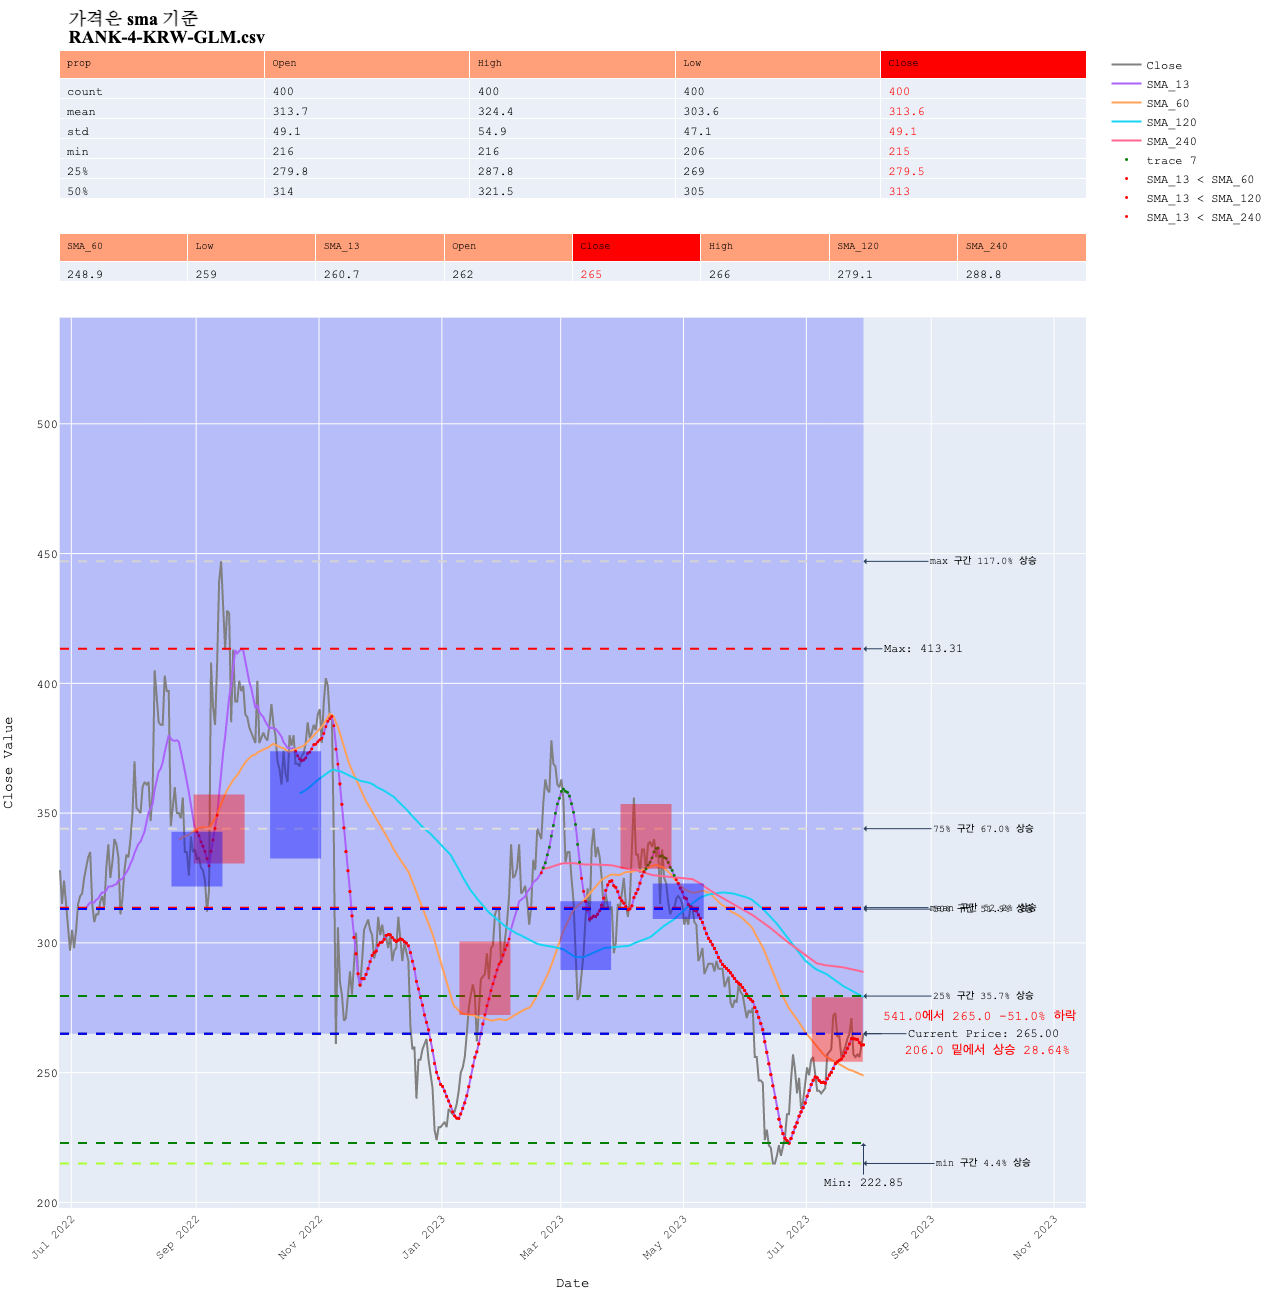 가격은 sma 기준
RANK-4-KRW-GLM.csv
prop Open High Low Close
count 400 400 400 400
mean 313.7 324.4 303.6 313.6
std 49.1 54.9 47.1 49.1
min 216 216 206 215
25% 279.8 287.8 269 279.5
50% 314 321.5 305 313
SMA_60 Low SMA_13 Open Close High SMA_120 SMA_240
248.9 259 260.7 262 265 266 279.1 288.8
Close
SMA_13
SMA_60
SMA_120
SMA_240
trace 7
SMA_13 < SMA_60
SMA_13 < SMA_120
SMA_13 < SMA_240
Close Value
500
450
400
350
300
250
200
max 구간 117.0% 상승
Max: 413.31
75% 구간 67.0% 상승
25% 구간 35.7% 상승
541.0에서 265.0 -51.0% 하락
Current Price: 265.00
206.0 밑에서 상승 28.64%
min 구간 4.4% 상승
Min: 222.85
Jul 2022
Sep 2022
Nov 2022
Jan 2023
Mar 2023
May 2023
Jul 2023
Sep 2023
Nov 2023
Date